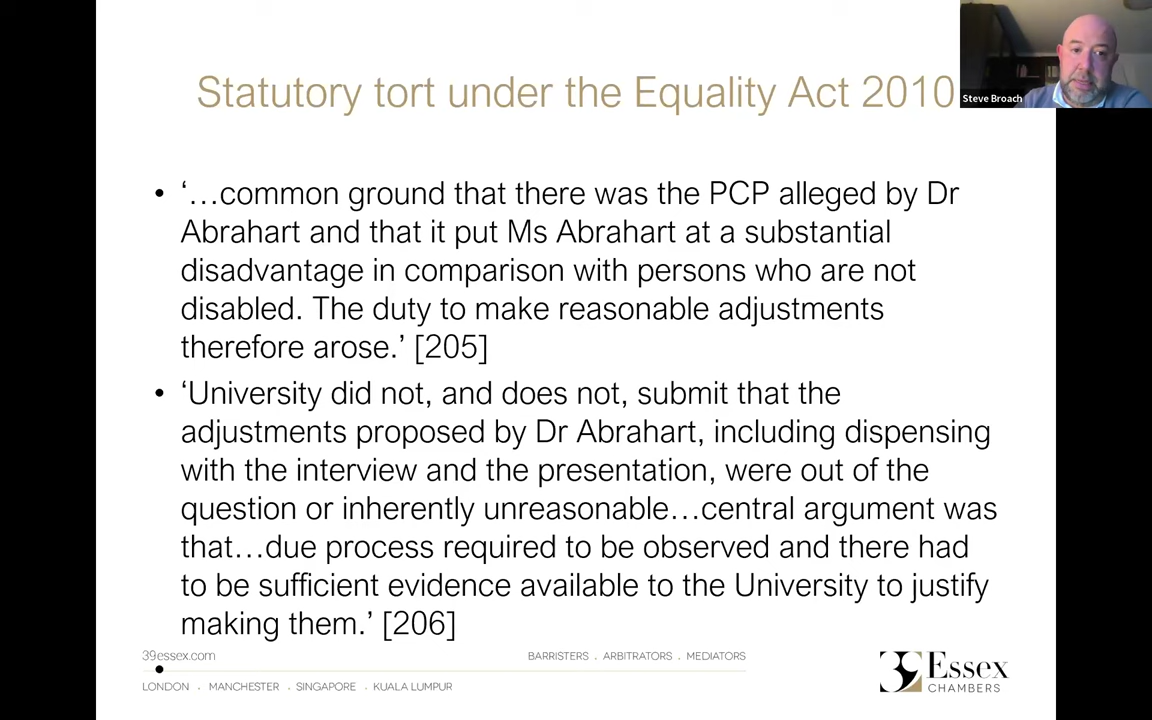 Statutory tort under the Equality Act 2010
Steve Broach
• ‘…common ground that there was the PCP alleged by Dr
Abrahart and that it put Ms Abrahart at a substantial
disadvantage in comparison with persons who are not
disabled. The duty to make reasonable adjustments
therefore arose.’ [205]
• ‘University did not, and does not, submit that the
adjustments proposed by Dr Abrahart, including dispensing
with the interview and the presentation, were out of the
question or inherently unreasonable…central argument was
that…due process required to be observed and there had
to be sufficient evidence available to the University to justify
making them.’ [206]
39essex.com
BARRISTERS . ARBITRATORS . MEDIATORS
LONDON . MANCHESTER . SINGAPORE . KUALA LUMPUR
39 Essex
CHAMBERS